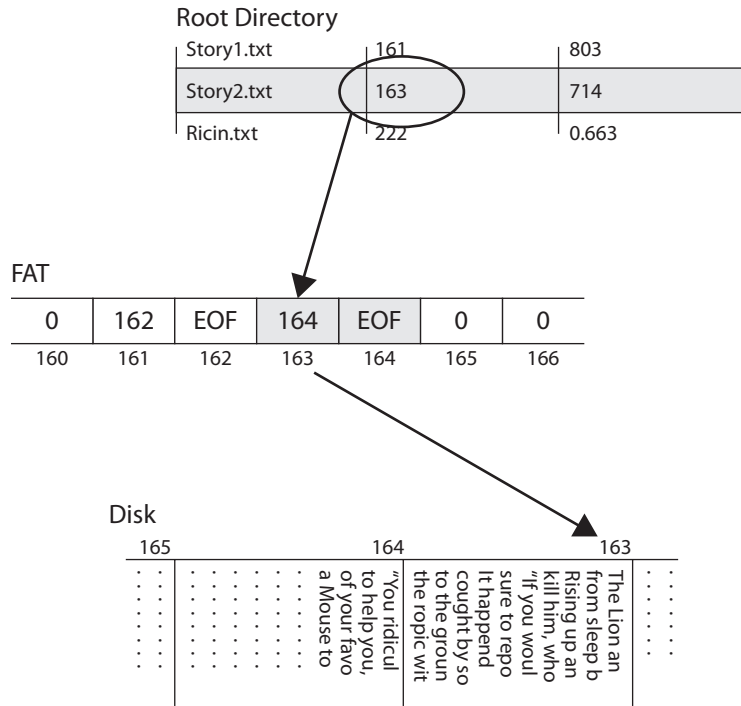 Root Directory
Story1.txt 161 803
Story2.txt 163 714
Ricin.txt 222 0.663
FAT
0 162 EOF 164 EOF 0 0
160 161 162 163 164 165 166
Disk
165 164 163
The Lion an
from sleep b
Rising up an
kill him, who
“If you woul
sure to repo
It happend
cought by so
to the groun
the ropic wit
“You ridicul
to help you,
of your favo
a Mouse to